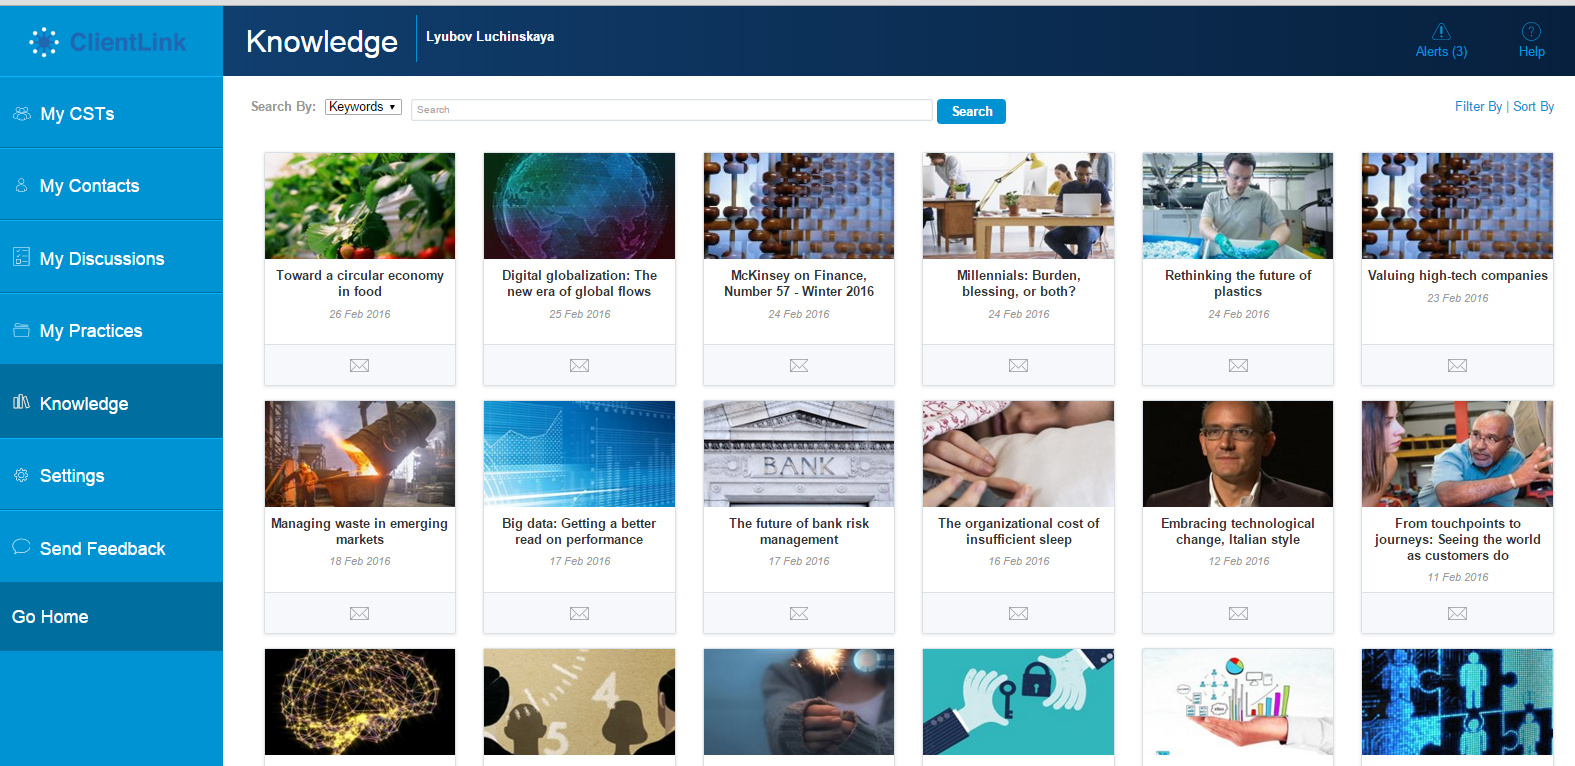 ClientLink
Knowledge
Lyubov Luchinskaya
Alerts (3)
Help
My CSTs
My Contacts
My Discussions
My Practices
Knowledge
Settings
Send Feedback
Go Home
Search By:
Keywords
Search
Search
Filter By | Sort By
Toward a circular economy
in food
26 Feb 2016
Digital globalization: The
new era of global flows
25 Feb 2016
McKinsey on Finance,
Number 57 - Winter 2016
24 Feb 2016
Millennials: Burden,
blessing, or both?
24 Feb 2016
Rethinking the future of
plastics
24 Feb 2016
Valuing high-tech companies
23 Feb 2016
Managing waste in emerging
markets
18 Feb 2016
Big data: Getting a better
read on performance
17 Feb 2016
BANK
The future of bank risk
management
17 Feb 2016
The organizational cost of
insufficient sleep
16 Feb 2016
Embracing technological
change, Italian style
12 Feb 2016
From touchpoints to
journeys: Seeing the world
as customers do
11 Feb 2016
4
5